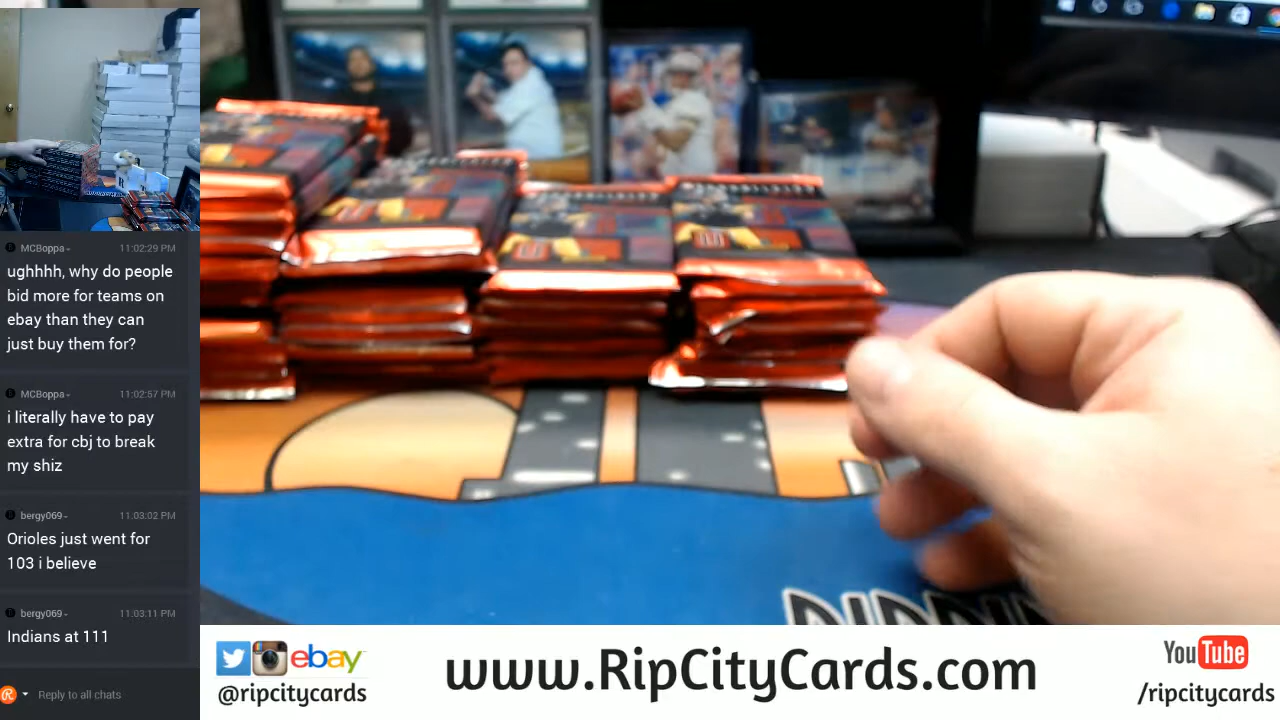 MCBoppa
11:02:29 PM
ughhhh, why do people
bid more for teams on
ebay than they can
just buy them for?
MCBoppa
11:02:57 PM
i literally have to pay
extra for cbj to break
my shiz
bergy069
11:03:02 PM
Orioles just went for
103 i believe
bergy069
11:03:11 PM
Indians at 111
Reply to all chats
ebay
@ripcitycards
www.RipCityCards.com
YouTube
/ripcitycards